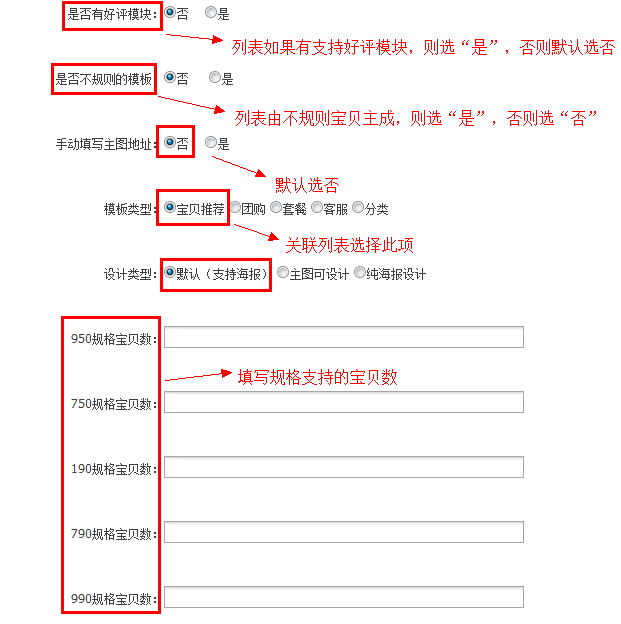 是否有好评模块: 否 是
列表如果有支持好评模块，则选“是”，否则默认选否
是否不规则的模板 否 是
列表由不规则宝贝主成，则选“是”，否则选“否”
手动填写主图地址: 否 是
默认选否
模板类型: 宝贝推荐 团购 套餐 客服 分类
关联列表选择此项
设计类型: 默认（支持海报） 主图可设计 纯海报设计
950规格宝贝数:
填写规格支持的宝贝数
750规格宝贝数:
190规格宝贝数:
790规格宝贝数:
990规格宝贝数: